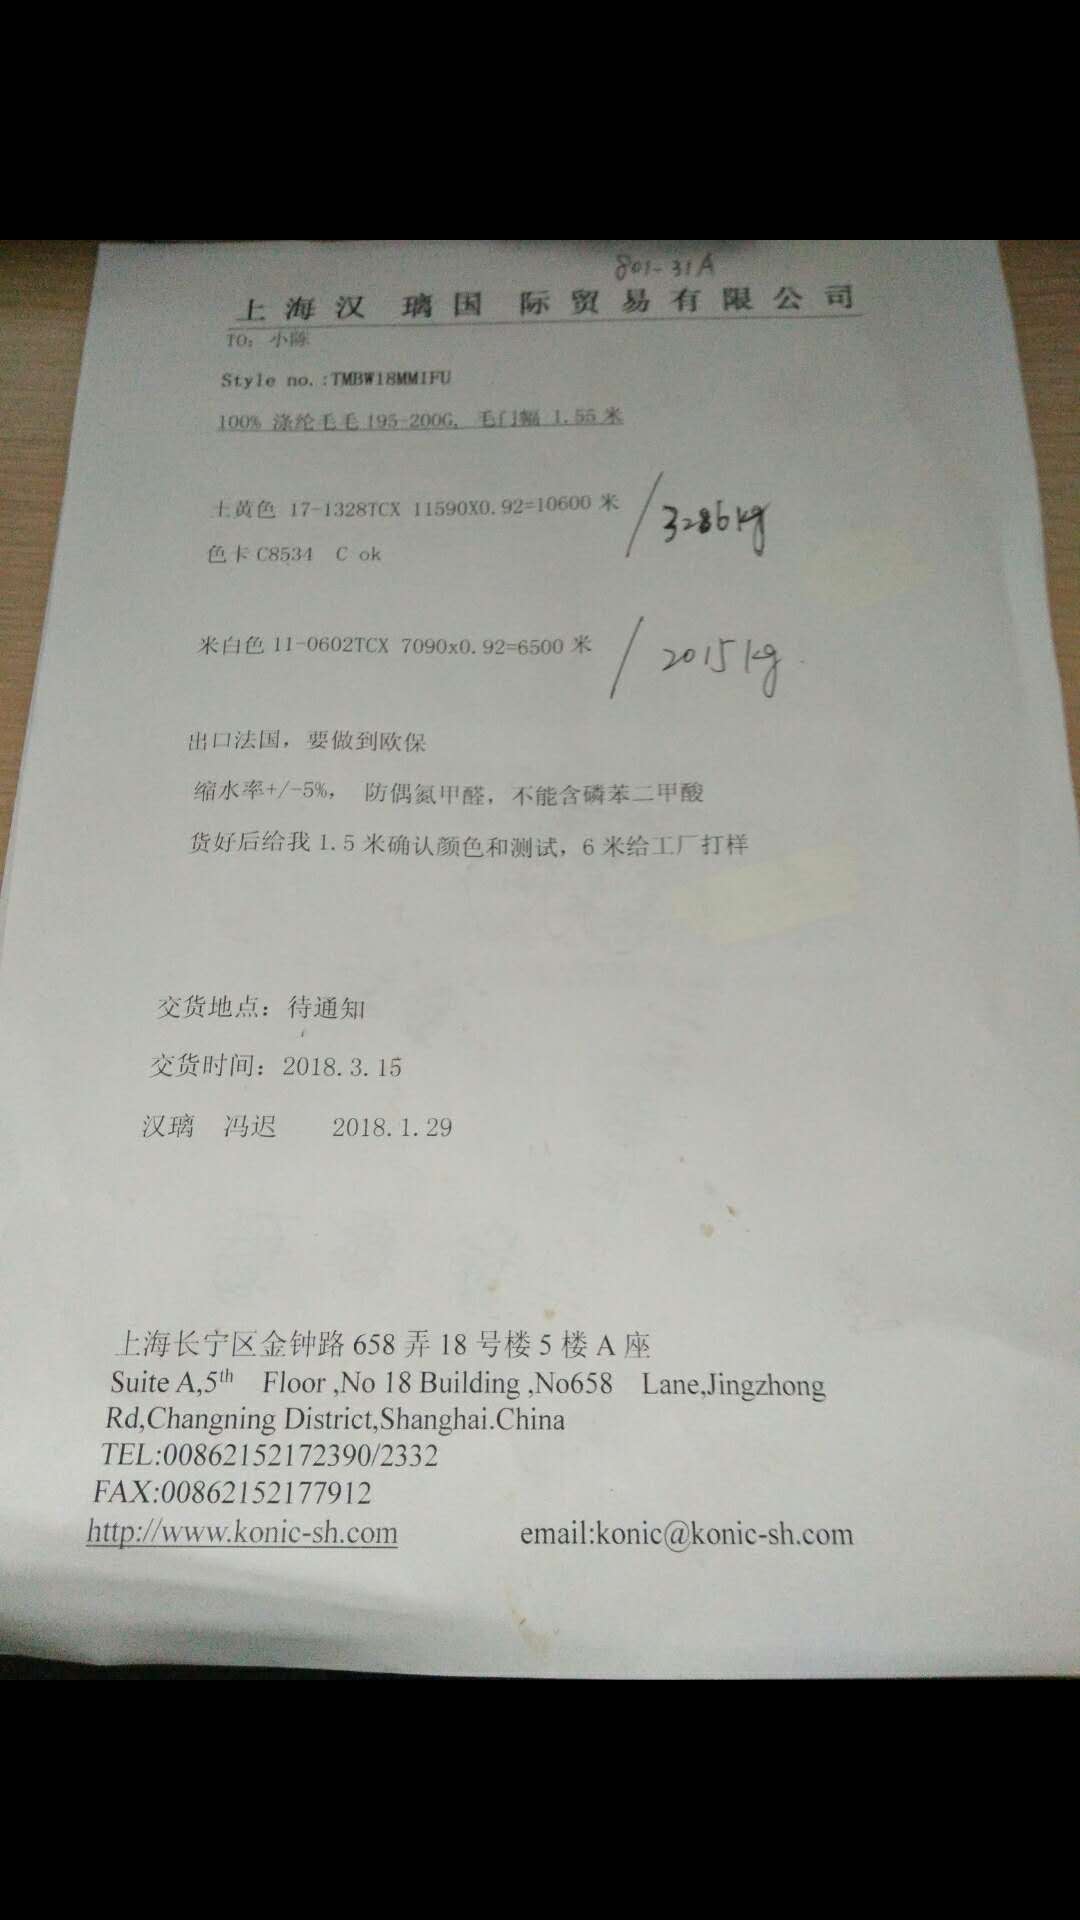 801-31A
上海汉 璃国 际贸易有限公司
TO: 小陈
Style no.:TMBW18MMIFU
100% 涤纶毛毛 195-200G, 毛门幅 1.55 米
土黄色 17-1328TCX 11590X0.92=10600 米 / 3286kg
色卡 C8534 C ok
米白色 11-0602TCX 7090x0.92=6500 米 / 2015kg
出口法国，要做到欧保
缩水率+/-5%， 防偶氮甲醛，不能含磷苯二甲酸
货好后给我 1.5 米确认颜色和测试，6 米给工厂打样
交货地点：待通知
交货时间：2018.3.15
汉璃 冯迟 2018.1.29
上海长宁区金钟路 658 弄 18 号楼 5 楼 A 座
Suite A,5th Floor ,No 18 Building ,No658 Lane,Jingzhong
Rd,Changning District,Shanghai.China
TEL:00862152172390/2332
FAX:00862152177912
http://www.konic-sh.com email:konic@konic-sh.com